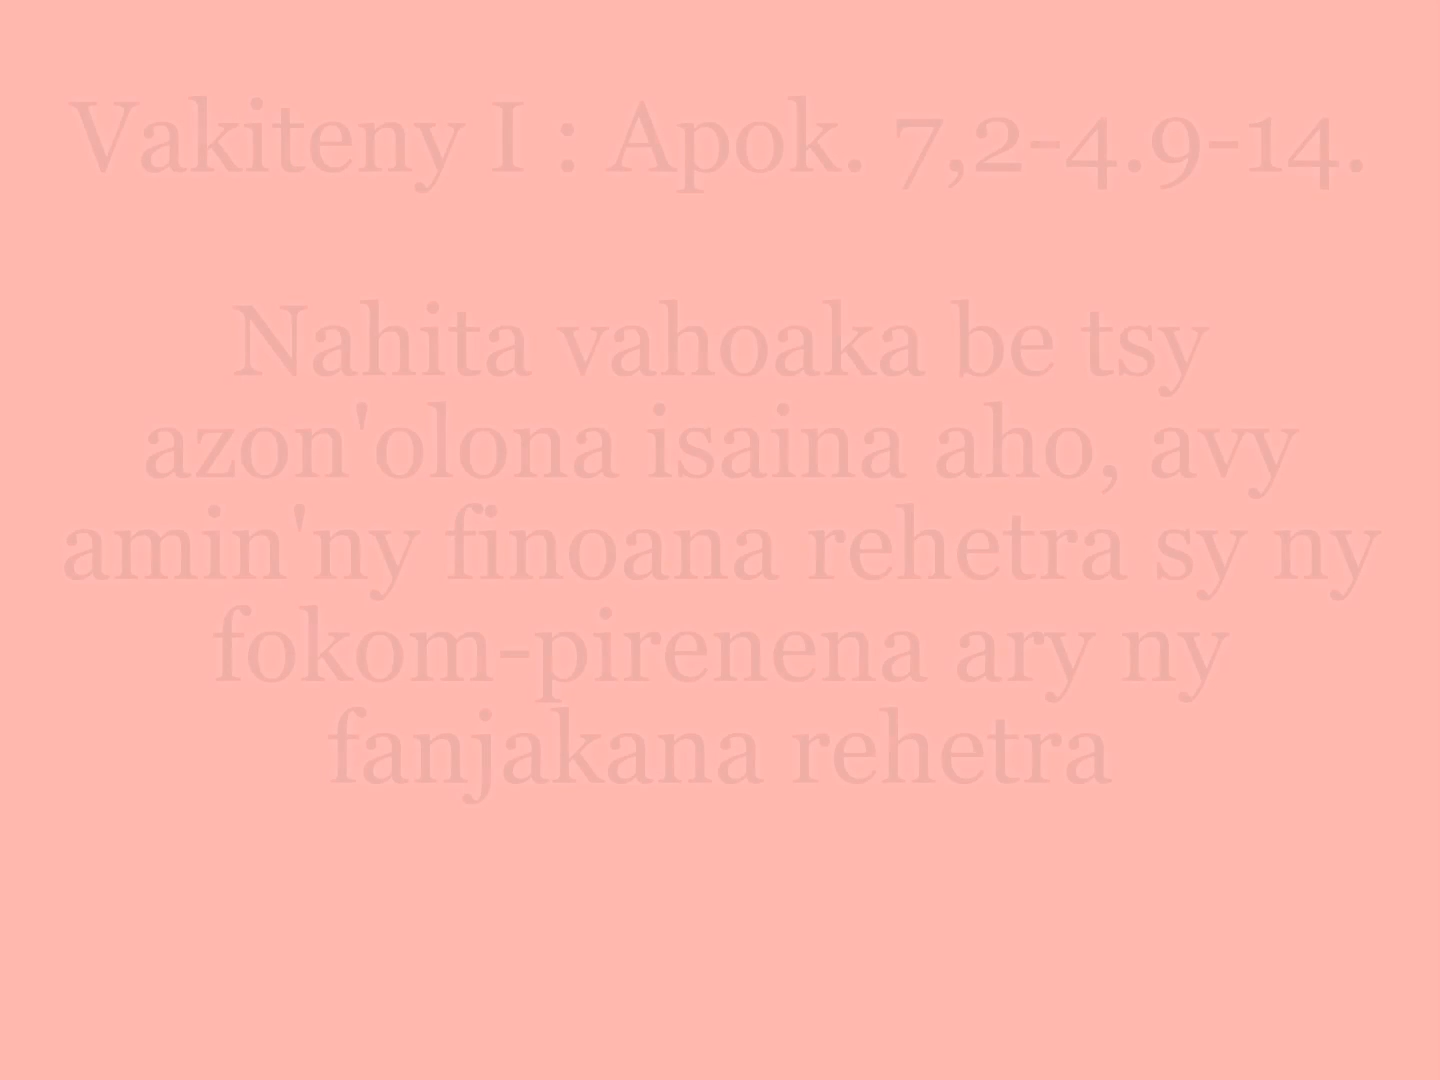 Vakiteny I : Apok. 7,2-4.9-14.
Nahita vahoaka be tsy
azon'olona isaina aho, avy
amin'ny finoana rehetra sy ny
fokom-pirenena ary ny
fanjakana rehetra